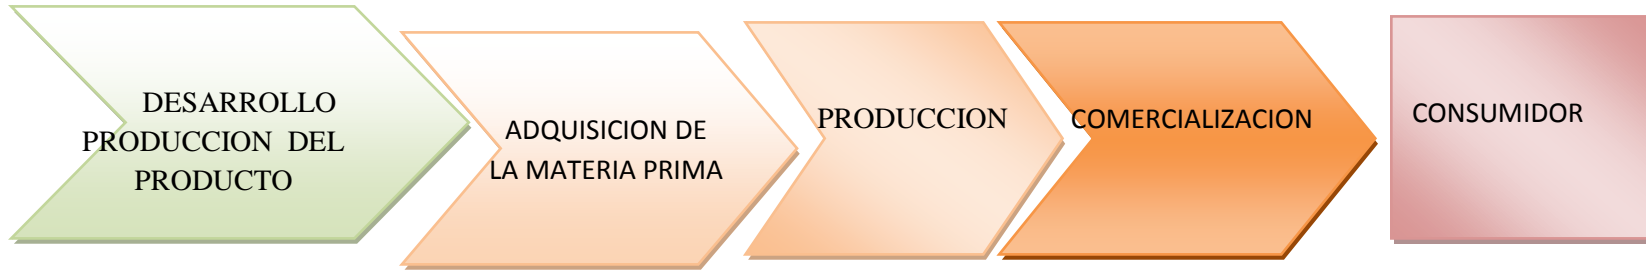 DESARROLLO
PRODUCCION DEL
PRODUCTO
ADQUISICION DE
LA MATERIA PRIMA
PRODUCCION
COMERCIALIZACION
CONSUMIDOR